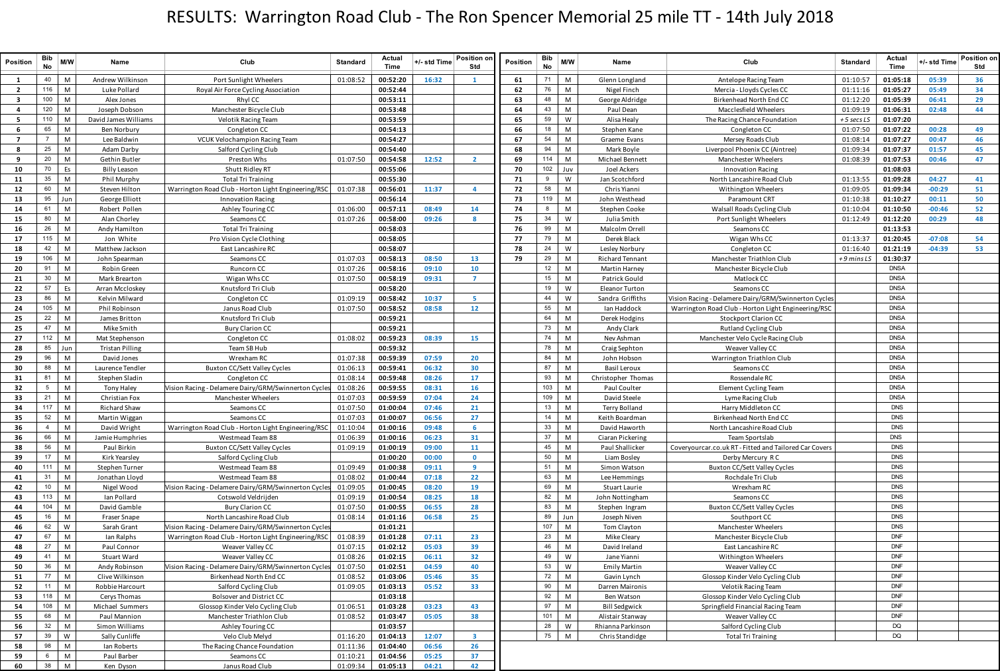 RESULTS:  Warrington Road Club - The Ron Spencer Memorial 25 mile TT - 14th July 2018
Position Bib No M/W Name Club Standard Actual Time +/- std Time Position on Std
1 40 M Andrew Wilkinson Port Sunlight Wheelers 01:08:52 00:52:20 16:32 1
2 116 M Luke Pollard Royal Air Force Cycling Association 00:52:44
3 100 M Alex Jones Rhyl CC 00:53:11
4 120 M Joseph Dobson Manchester Bicycle Club 00:53:48
5 110 M David James Williams Velotik Racing Team 00:53:59
6 65 M Ben Norbury Congleton CC 00:54:13
7 7 M Lee Baldwin VCUK Velochampion Racing Team 00:54:27
8 25 M Adam Darby Salford Cycling Club 00:54:40
9 20 M Gethin Butler Preston Whs 01:07:50 00:54:58 12:52 2
10 70 Es Billy Leason Shutt Ridley RT 00:55:06
11 35 M Phil Murphy Total Tri Training 00:55:30
12 60 M Steven Hilton Warrington Road Club - Horton Light Engineering/RSC 01:07:38 00:56:01 11:37 4
13 95 Jun George Elliott Innovation Racing 00:56:14
14 61 M Robert Pollen Ashley Touring CC 01:06:00 00:57:11 08:49 14
15 80 M Alan Chorley Seamons CC 01:07:26 00:58:00 09:26 8
16 26 M Andy Hamilton Total Tri Training 00:58:03
17 115 M Jon White Pro Vision Cycle Clothing 00:58:05
18 42 M Matthew Jackson East Lancashire RC 00:58:07
19 106 M John Spearman Seamons CC 01:07:03 00:58:13 08:50 13
20 91 M Robin Green Runcorn CC 01:07:26 00:58:16 09:10 10
21 30 M Mark Brearton Wigan Whs CC 01:07:50 00:58:19 09:31 7
22 57 Es Arran Mccloskey Knutsford Tri Club 00:58:20
23 86 M Kelvin Milward Congleton CC 01:09:19 00:58:42 10:37 5
24 105 M Phil Robinson Janus Road Club 01:07:50 00:58:52 08:58 12
25 22 M James Britton Knutsford Tri Club 00:59:21
25 47 M Mike Smith Bury Clarion CC 00:59:21
27 112 M Mat Stephenson Congleton CC 01:08:02 00:59:23 08:39 15
28 85 Jun Tristan Pilling Team SB Hub 00:59:32
29 96 M David Jones Wrexham RC 01:07:38 00:59:39 07:59 20
30 88 M Laurence Tendler Buxton CC/Sett Valley Cycles 01:06:13 00:59:41 06:32 30
31 81 M Stephen Sladin Congleton CC 01:08:14 00:59:48 08:26 17
32 5 M Tony Haley Vision Racing - Delamere Dairy/GRM/Swinnerton Cycles 01:08:26 00:59:55 08:31 16
33 21 M Christian Fox Manchester Wheelers 01:07:03 00:59:59 07:04 24
34 117 M Richard Shaw Seamons CC 01:07:50 01:00:04 07:46 21
35 52 M Martin Wiggan Seamons CC 01:07:03 01:00:07 06:56 27
36 4 M David Wright Warrington Road Club - Horton Light Engineering/RSC 01:10:04 01:00:16 09:48 6
36 66 M Jamie Humphries Westmead Team 88 01:06:39 01:00:16 06:23 31
38 56 M Paul Birkin Buxton CC/Sett Valley Cycles 01:09:19 01:00:19 09:00 11
39 17 M Kirk Yearsley Salford Cycling Club 01:00:20 00:00 0
40 111 M Stephen Turner Westmead Team 88 01:09:49 01:00:38 09:11 9
41 31 M Jonathan Lloyd Westmead Team 88 01:08:02 01:00:44 07:18 22
42 10 M Nigel Wood Vision Racing - Delamere Dairy/GRM/Swinnerton Cycles 01:09:05 01:00:45 08:20 19
43 113 M Ian Pollard Cotswold Veldrijden 01:09:19 01:00:54 08:25 18
44 104 M David Gamble Bury Clarion CC 01:07:50 01:00:55 06:55 28
45 16 M Fraser Snape North Lancashire Road Club 01:08:14 01:01:16 06:58 25
46 62 W Sarah Grant Vision Racing - Delamere Dairy/GRM/Swinnerton Cycles 01:01:21
47 67 M Ian Ralphs Warrington Road Club - Horton Light Engineering/RSC 01:08:39 01:01:28 07:11 23
48 27 M Paul Connor Weaver Valley CC 01:07:15 01:02:12 05:03 39
49 41 M Stuart Ward Weaver Valley CC 01:08:26 01:02:15 06:11 32
50 36 M Andy Robinson Vision Racing - Delamere Dairy/GRM/Swinnerton Cycles 01:07:50 01:02:51 04:59 40
51 77 M Clive Wilkinson Birkenhead North End CC 01:08:52 01:03:06 05:46 35
52 11 M Robbie Harcourt Salford Cycling Club 01:09:05 01:03:13 05:52 33
53 118 M Cerys Thomas Bolsover and District CC 01:03:18
54 108 M Michael Summers Glossop Kinder Velo Cycling Club 01:06:51 01:03:28 03:23 43
55 68 M Paul Mannion Manchester Triathlon Club 01:08:52 01:03:47 05:05 38
56 32 M Simon Williams Ashley Touring CC 01:03:57
57 39 W Sally Cunliffe Velo Club Melyd 01:16:20 01:04:13 12:07 3
58 98 M Ian Roberts The Racing Chance Foundation 01:11:36 01:04:40 06:56 26
59 6 M Paul Barber Seamons CC 01:10:21 01:04:56 05:25 37
60 38 M Ken Dyson Janus Road Club 01:09:34 01:05:13 04:21 42
Position Bib No M/W Name Club Standard Actual Time +/- std Time Position on Std
61 71 M Glenn Longland Antelope Racing Team 01:10:57 01:05:18 05:39 36
62 76 M Nigel Finch Mercia - Lloyds Cycles CC 01:11:16 01:05:27 05:49 34
63 48 M George Aldridge Birkenhead North End CC 01:12:20 01:05:39 06:41 29
64 43 M Paul Dean Macclesfield Wheelers 01:09:19 01:06:31 02:48 44
65 59 W Alisa Healy The Racing Chance Foundation +5 secs LS 01:07:20
66 18 M Stephen Kane Congleton CC 01:07:50 01:07:22 00:28 49
67 54 M Graeme Evans Mersey Roads Club 01:08:14 01:07:27 00:47 46
68 94 M Mark Boyle Liverpool Phoenix CC (Aintree) 01:09:34 01:07:37 01:57 45
69 114 M Michael Bennett Manchester Wheelers 01:08:39 01:07:53 00:46 47
70 102 Juv Joel Ackers Innovation Racing 01:08:03
71 9 W Jan Scotchford North Lancashire Road Club 01:13:55 01:09:28 04:27 41
72 58 M Chris Yianni Withington Wheelers 01:09:05 01:09:34 -00:29 51
73 119 M John Westhead Paramount CRT 01:10:38 01:10:27 00:11 50
74 8 M Stephen Cooke Walsall Roads Cycling Club 01:10:04 01:10:50 -00:46 52
75 34 W Julia Smith Port Sunlight Wheelers 01:12:49 01:12:20 00:29 48
76 99 M Malcolm Orrell Seamons CC 01:13:53
77 79 M Derek Black Wigan Whs CC 01:13:37 01:20:45 -07:08 54
78 24 W Lesley Norbury Congleton CC 01:16:40 01:21:19 -04:39 53
79 29 M Richard Tennant Manchester Triathlon Club +9 mins LS 01:30:37
12 M Martin Harney Manchester Bicycle Club DNSA
15 M Patrick Gould Matlock CC DNSA
19 W Eleanor Turton Seamons CC DNSA
44 W Sandra Griffiths Vision Racing - Delamere Dairy/GRM/Swinnerton Cycles DNSA
55 M Ian Haddock Warrington Road Club - Horton Light Engineering/RSC DNSA
64 M Derek Hodgins Stockport Clarion CC DNSA
73 M Andy Clark Rutland Cycling Club DNSA
74 M Nev Ashman Manchester Velo Cycle Racing Club DNSA
78 M Craig Sephton Weaver Valley CC DNSA
84 M John Hobson Warrington Triathlon Club DNSA
87 M Basil Leroux Seamons CC DNSA
93 M Christopher Thomas Rossendale RC DNSA
103 M Paul Coulter Element Cycling Team DNSA
109 M David Steele Lyme Racing Club DNSA
13 M Terry Bolland Harry Middleton CC DNS
14 M Keith Boardman Birkenhead North End CC DNS
33 M David Haworth North Lancashire Road Club DNS
37 M Ciaran Pickering Team Sportslab DNS
45 M Paul Shallicker Coveryourcar.co.uk RT - Fitted and Tailored Car Covers DNS
50 M Liam Bosley Derby Mercury R C DNS
51 M Simon Watson Buxton CC/Sett Valley Cycles DNS
63 M Lee Hemmings Rochdale Tri Club DNS
69 M Stuart Laurie Wrexham RC DNS
82 M John Nottingham Seamons CC DNS
83 M Stephen Ingram Buxton CC/Sett Valley Cycles DNS
89 Jun Joseph Niven Southport CC DNS
107 M Tom Clayton Manchester Wheelers DNS
23 M Mike Cleary Manchester Bicycle Club DNF
46 M David Ireland East Lancashire RC DNF
49 W Jane Yianni Withington Wheelers DNF
53 W Emily Martin Weaver Valley CC DNF
72 M Gavin Lynch Glossop Kinder Velo Cycling Club DNF
90 M Darren Maironis Velotik Racing Team DNF
92 M Ben Watson Glossop Kinder Velo Cycling Club DNF
97 M Bill Sedgwick Springfield Financial Racing Team DNF
101 M Alistair Stanway Weaver Valley CC DNF
28 W Rhianna Parkinson Salford Cycling Club DQ
75 M Chris Standidge Total Tri Training DQ